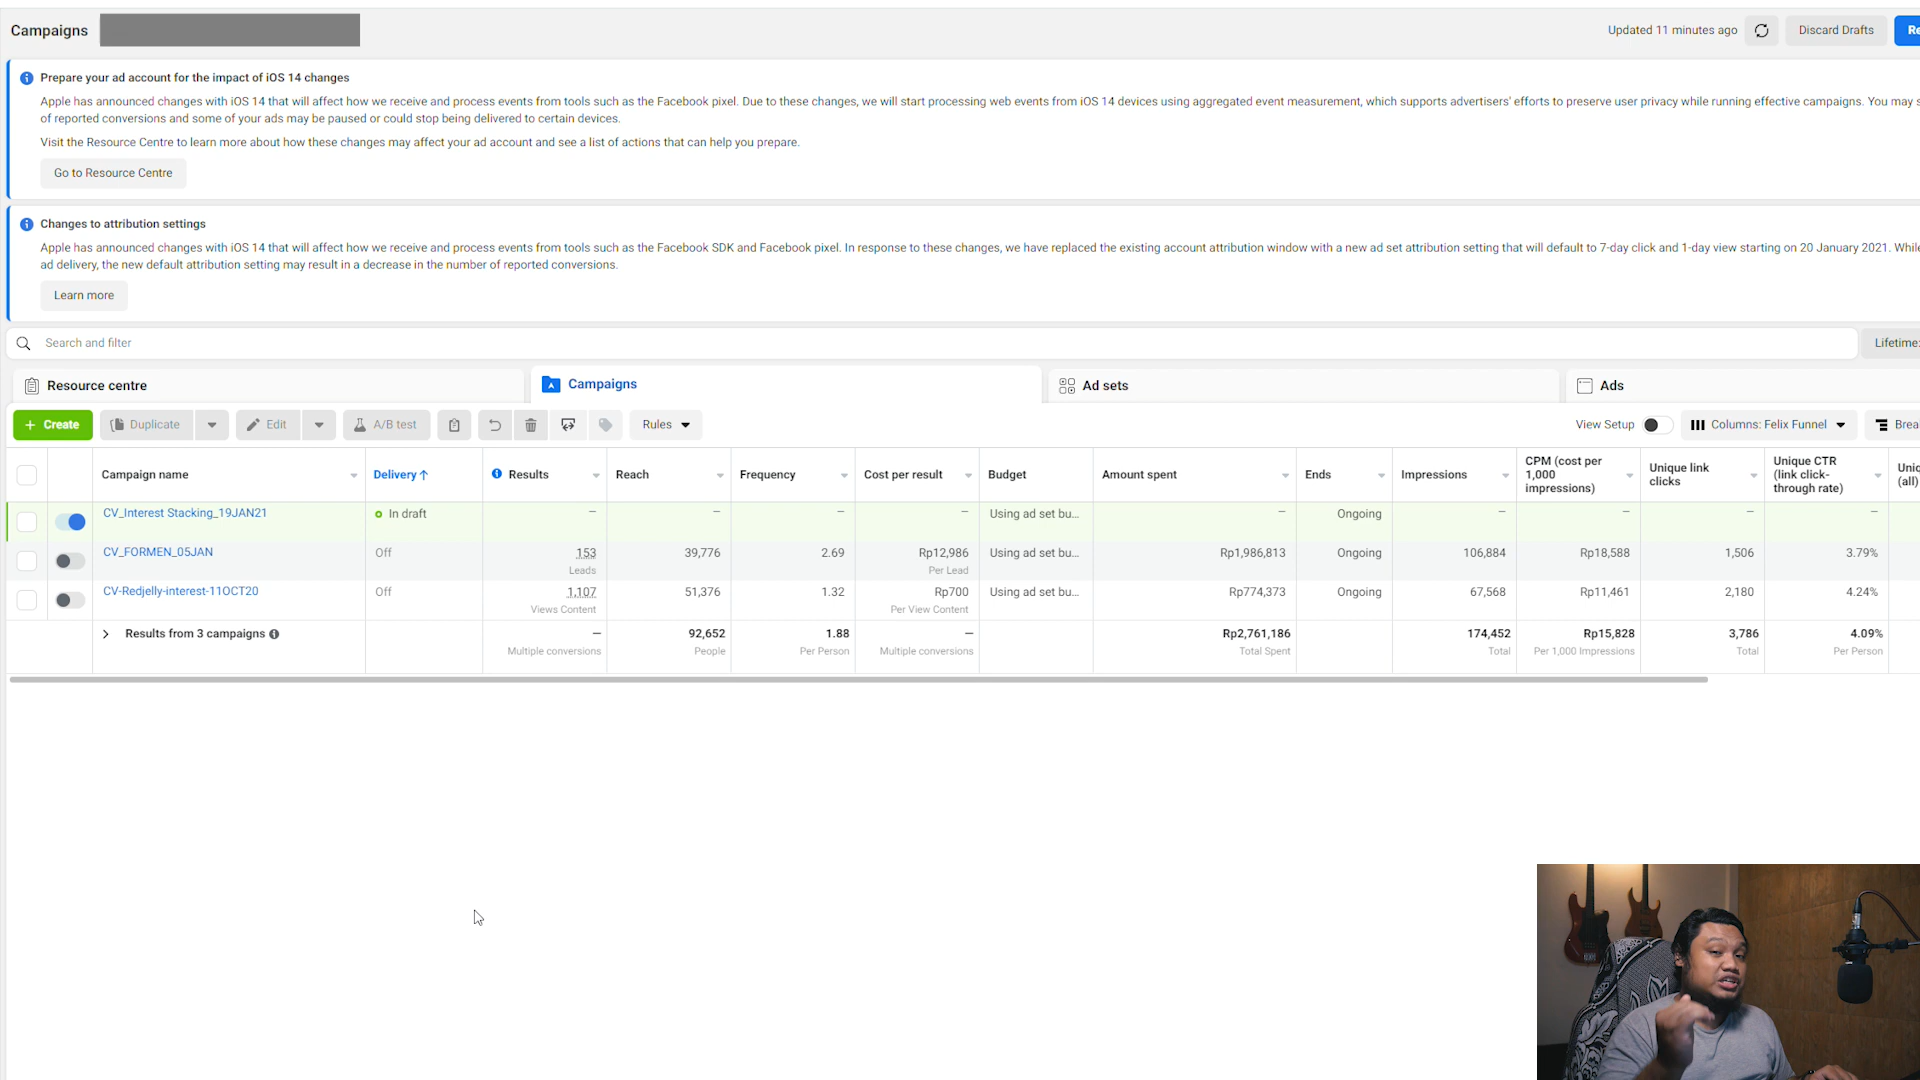 Campaigns
Updated 11 minutes ago
Discard Drafts
Re
Prepare your ad account for the impact of iOS 14 changes
Apple has announced changes with iOS 14 that will affect how we receive and process events from tools such as the Facebook pixel. Due to these changes, we will start processing web events from iOS 14 devices using aggregated event measurement, which supports advertisers' efforts to preserve user privacy while running effective campaigns. You may s
of reported conversions and some of your ads may be paused or could stop being delivered to certain devices.
Visit the Resource Centre to learn more about how these changes may affect your ad account and see a list of actions that can help you prepare.
Go to Resource Centre
Changes to attribution settings
Apple has announced changes with iOS 14 that will affect how we receive and process events from tools such as the Facebook SDK and Facebook pixel. In response to these changes, we have replaced the existing account attribution window with a new ad set attribution setting that will default to 7-day click and 1-day view starting on 20 January 2021. While
ad delivery, the new default attribution setting may result in a decrease in the number of reported conversions.
Learn more
Search and filter
Lifetime:
Resource centre
Campaigns
Ad sets
Ads
+ Create
Duplicate
Edit
A/B test
Rules
View Setup
Columns: Felix Funnel
Brea
Campaign name
Delivery ↑
Results
Reach
Frequency
Cost per result
Budget
Amount spent
Ends
Impressions
CPM (cost per
1,000
impressions)
Unique link
clicks
Unique CTR
(link click-
through rate)
Uniq
(all)
CV_Interest Stacking_19JAN21
In draft
—
—
—
—
Using ad set bu...
—
Ongoing
—
—
—
—
CV_FORMEN_05JAN
Off
153
Leads
39,776
2.69
Rp12,986
Per Lead
Using ad set bu...
Rp1,986,813
Ongoing
106,884
Rp18,588
1,506
3.79%
CV-Redjelly-interest-11OCT20
Off
1,107
Views Content
51,376
1.32
Rp700
Per View Content
Using ad set bu...
Rp774,373
Ongoing
67,568
Rp11,461
2,180
4.24%
Results from 3 campaigns
—
Multiple conversions
92,652
People
1.88
Per Person
—
Multiple conversions
Rp2,761,186
Total Spent
174,452
Total
Rp15,828
Per 1,000 Impressions
3,786
Total
4.09%
Per Person